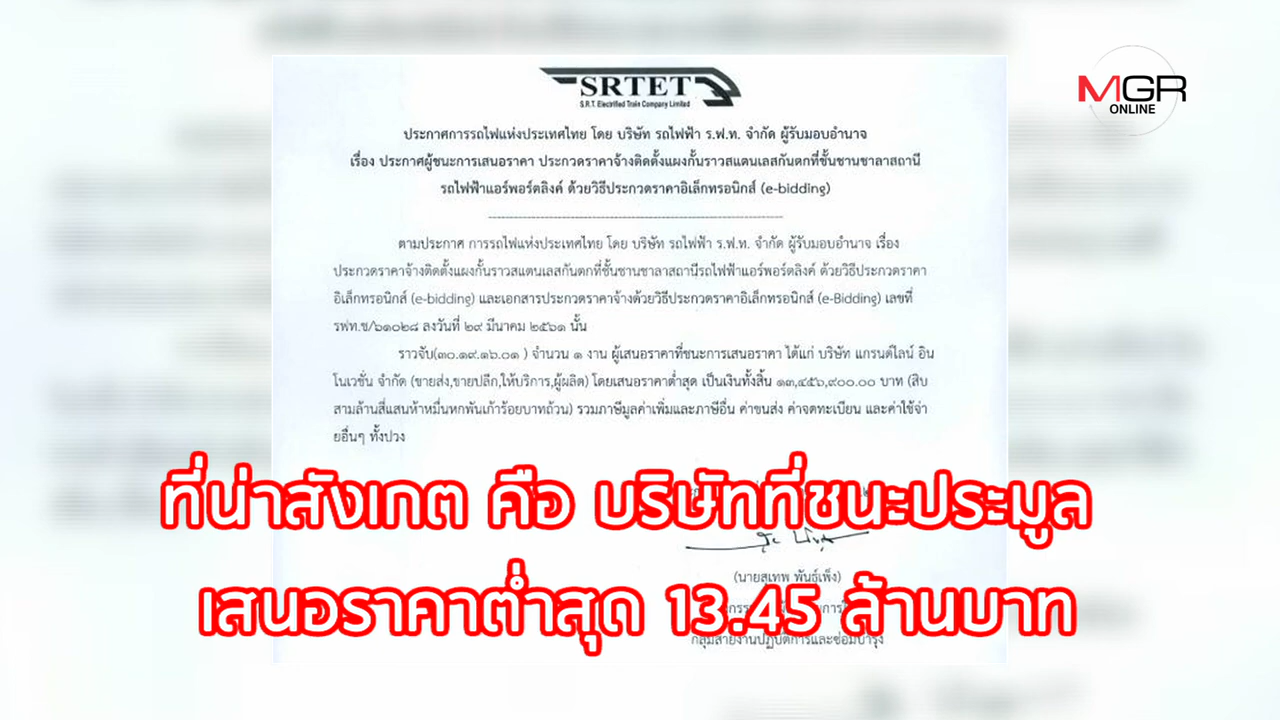 SRTET
S.R.T. Electrified Train Company Limited
MGR
ONLINE
ประกาศการรถไฟแห่งประเทศไทย โดย บริษัท รถไฟฟ้า ร.ฟ.ท. จำกัด ผู้รับมอบอำนาจ
เรื่อง ประกาศผู้ชนะการเสนอราคา ประกวดราคาจ้างติดตั้งแผงกั้นราวสแตนเลสกันตกที่ชั้นชานชาลาสถานี
รถไฟฟ้าแอร์พอร์ตลิงค์ ด้วยวิธีประกวดราคาอิเล็กทรอนิกส์ (e-bidding)
ตามประกาศ การรถไฟแห่งประเทศไทย โดย บริษัท รถไฟฟ้า ร.ฟ.ท. จำกัด ผู้รับมอบอำนาจ เรื่อง
ประกวดราคาจ้างติดตั้งแผงกั้นราวสแตนเลสกันตกที่ชั้นชานชาลาสถานีรถไฟฟ้าแอร์พอร์ตลิงค์ ด้วยวิธีประกวดราคา
อิเล็กทรอนิกส์ (e-bidding) และเอกสารประกวดราคาจ้างด้วยวิธีประกวดราคาอิเล็กทรอนิกส์ (e-Bidding) เลขที่
รฟท.ช/๖๑๐๒๘ ลงวันที่ ๒๙ มีนาคม ๒๕๖๑ นั้น
ราวจับ(๓๐.๑๙.๑๖.๐๑ ) จำนวน ๑ งาน ผู้เสนอราคาที่ชนะการเสนอราคา ได้แก่ บริษัท แกรนด์ไลน์ อิน
โนเวชั่น จำกัด (ขายส่ง,ขายปลีก,ให้บริการ,ผู้ผลิต) โดยเสนอราคาต่ำสุด เป็นเงินทั้งสิ้น ๑๓,๔๕๖,๙๐๐.๐๐ บาท (สิบ
สามล้านสี่แสนห้าหมื่นหกพันเก้าร้อยบาทถ้วน) รวมภาษีมูลค่าเพิ่มและภาษีอื่น ค่าขนส่ง ค่าจดทะเบียน และค่าใช้จ่า
ยอื่นๆ ทั้งปวง
ที่น่าสังเกต คือ บริษัทที่ชนะประมูล
(นายสุเทพ พันธุ์เพ็ง)
เสนอราคาต่ำสุด 13.45 ล้านบาท
กลุ่มสายงานปฏิบัติการและซ่อมบำรุง